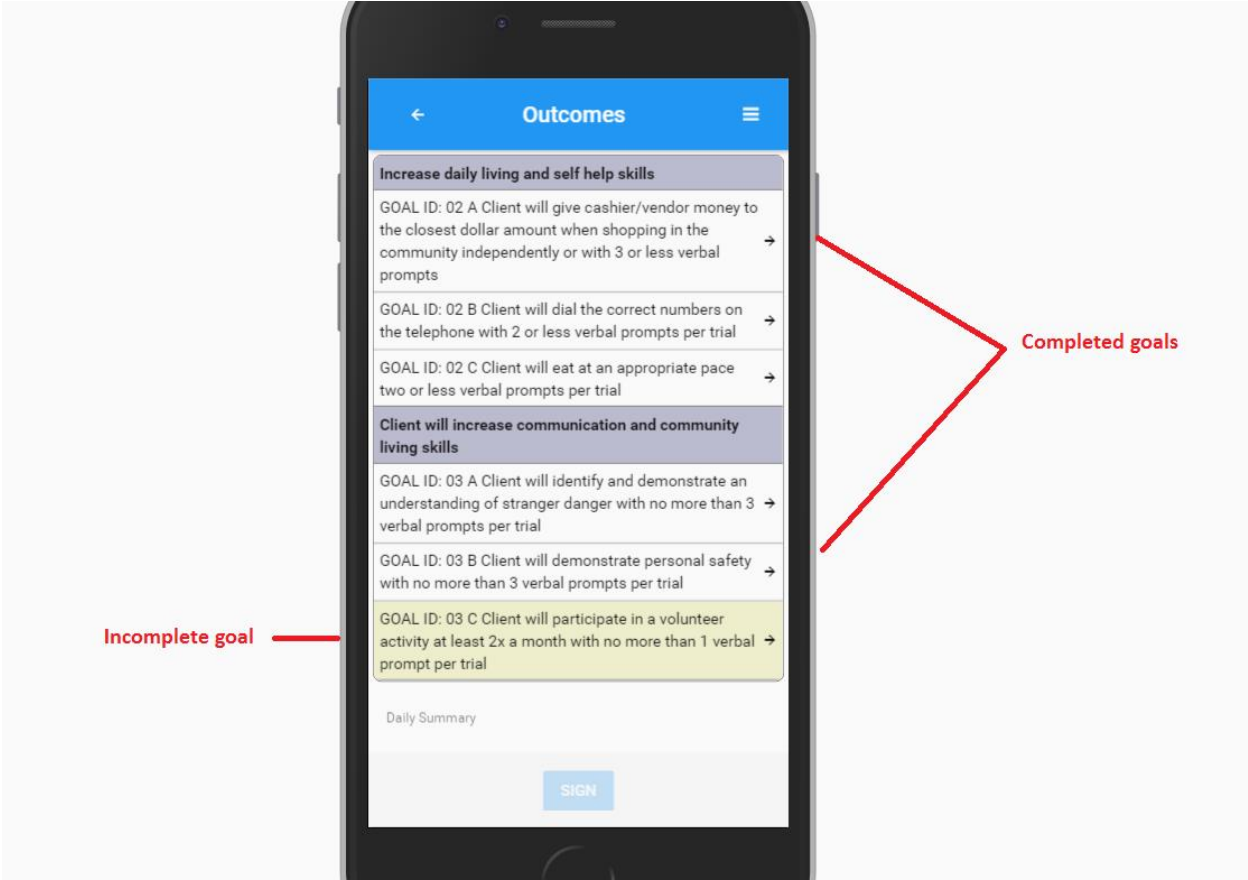 Outcomes
Increase daily living and self help skills
GOAL ID: 02 A Client will give cashier/vendor money to
the closest dollar amount when shopping in the
community independently or with 3 or less verbal
prompts
GOAL ID: 02 B Client will dial the correct numbers on
the telephone with 2 or less verbal prompts per trial
GOAL ID: 02 C Client will eat at an appropriate pace
two or less verbal prompts per trial
Client will increase communication and community
living skills
GOAL ID: 03 A Client will identify and demonstrate an
understanding of stranger danger with no more than 3
verbal prompts per trial
GOAL ID: 03 B Client will demonstrate personal safety
with no more than 3 verbal prompts per trial
GOAL ID: 03 C Client will participate in a volunteer
activity at least 2x a month with no more than 1 verbal
prompt per trial
Daily Summary
SIGN
Completed goals
Incomplete goal